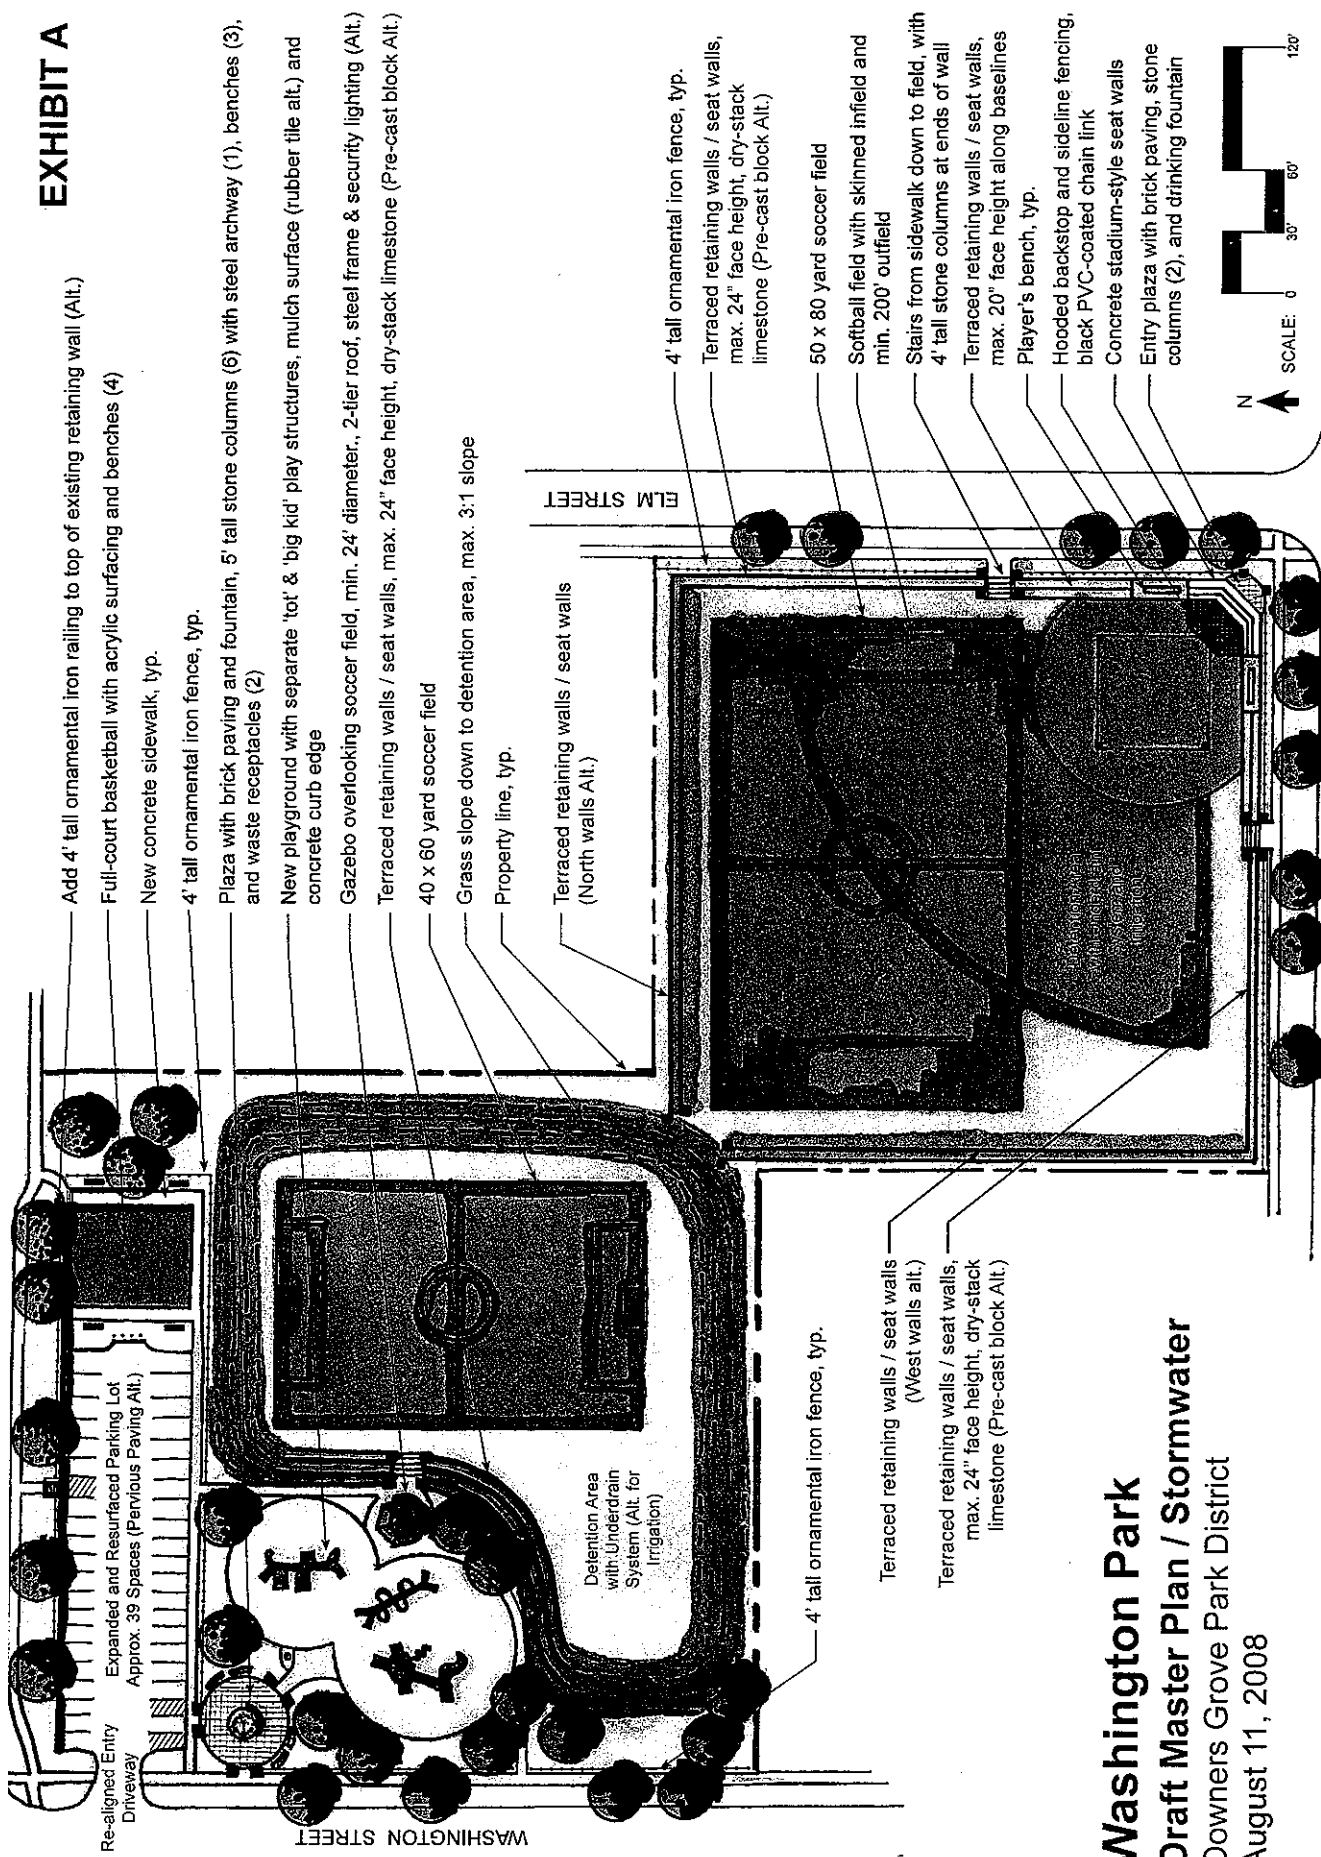 EXHIBIT A
Add 4' tall ornamental iron railing to top of existing retaining wall (Alt.)
Full-court basketball with acrylic surfacing and benches (4)
New concrete sidewalk, typ.
4' tall ornamental iron fence, typ.
Plaza with brick paving and fountain, 5' tall stone columns (6) with steel archway (1), benches (3),
and waste receptacles (2)
New playground with separate 'tot' & 'big kid' play structures, mulch surface (rubber tile alt.) and
concrete curb edge
Gazebo overlooking soccer field, min. 24' diameter., 2-tier roof, steel frame & security lighting (Alt.)
Terraced retaining walls / seat walls, max. 24" face height, dry-stack limestone (Pre-cast block Alt.)
40 x 60 yard soccer field
Grass slope down to detention area, max. 3:1 slope
Property line, typ.
Terraced retaining walls / seat walls
(North walls Alt.)
4' tall ornamental iron fence, typ.
Terraced retaining walls / seat walls,
max. 24" face height, dry-stack
limestone (Pre-cast block Alt.)
50 x 80 yard soccer field
Softball field with skinned infield and
min. 200' outfield
Stairs from sidewalk down to field, with
4' tall stone columns at ends of wall
Terraced retaining walls / seat walls,
max. 20" face height along baselines
Player's bench, typ.
Hooded backstop and sideline fencing,
black PVC-coated chain link
Concrete stadium-style seat walls
Entry plaza with brick paving, stone
columns (2), and drinking fountain
N
SCALE: 0 30' 60' 120'
ELM STREET
Re-aligned Entry
Driveway
Expanded and Resurfaced Parking Lot
Approx. 39 Spaces (Pervious Paving Alt.)
WASHINGTON STREET
Detention Area
with Underdrain
System (Alt. for
Irrigation)
4' tall ornamental iron fence, typ.
Terraced retaining walls / seat walls
(West walls alt.)
Terraced retaining walls / seat walls,
max. 24" face height, dry-stack
limestone (Pre-cast block Alt.)
Washington Park
Draft Master Plan / Stormwater
Downers Grove Park District
August 11, 2008